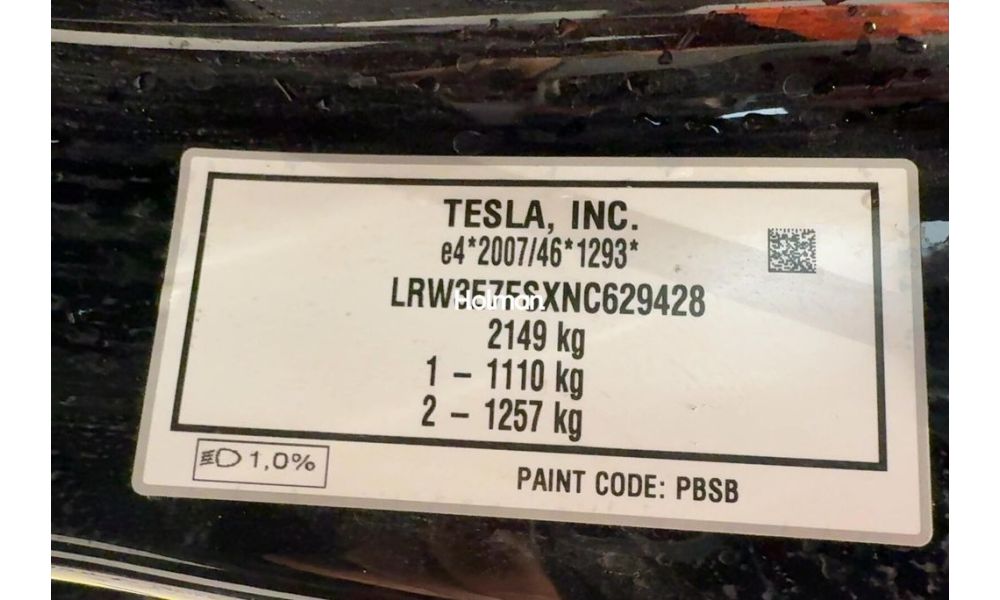 TESLA, INC.
e4*2007/46*1293*
Holmon.
2149 kg
1 – 1110 kg
2 – 1257 kg
1,0%
PAINT CODE: PBSB